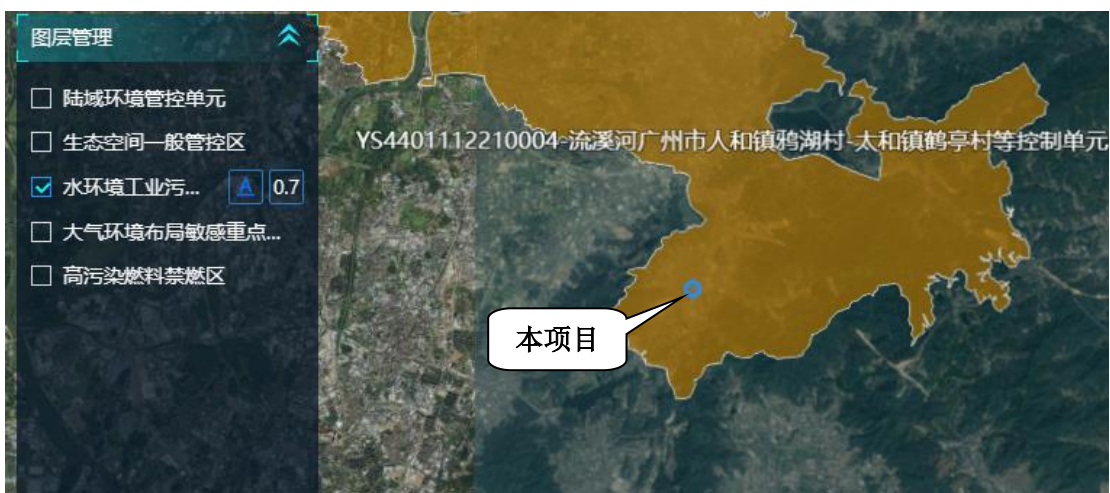 图层管理
陆域环境管控单元
生态空间一般管控区
水环境工业污... A 0.7
大气环境布局敏感重点...
高污染燃料禁燃区
YS4401112210004-流溪河广州市人和镇鸦湖村-太和镇鹤亭村等控制单元
本项目